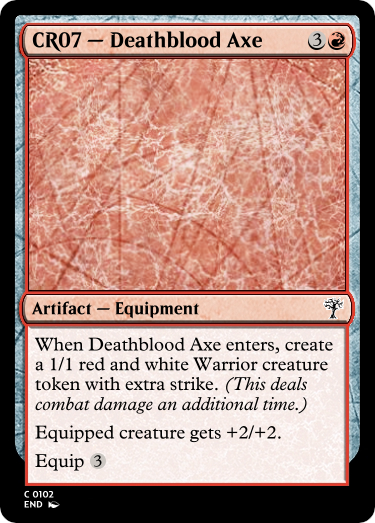 CR07 — Deathblood Axe 3
Artifact — Equipment
When Deathblood Axe enters, create
a 1/1 red and white Warrior creature
token with extra strike. (This deals
combat damage an additional time.)
Equipped creature gets +2/+2.
Equip 3
C 0102
END